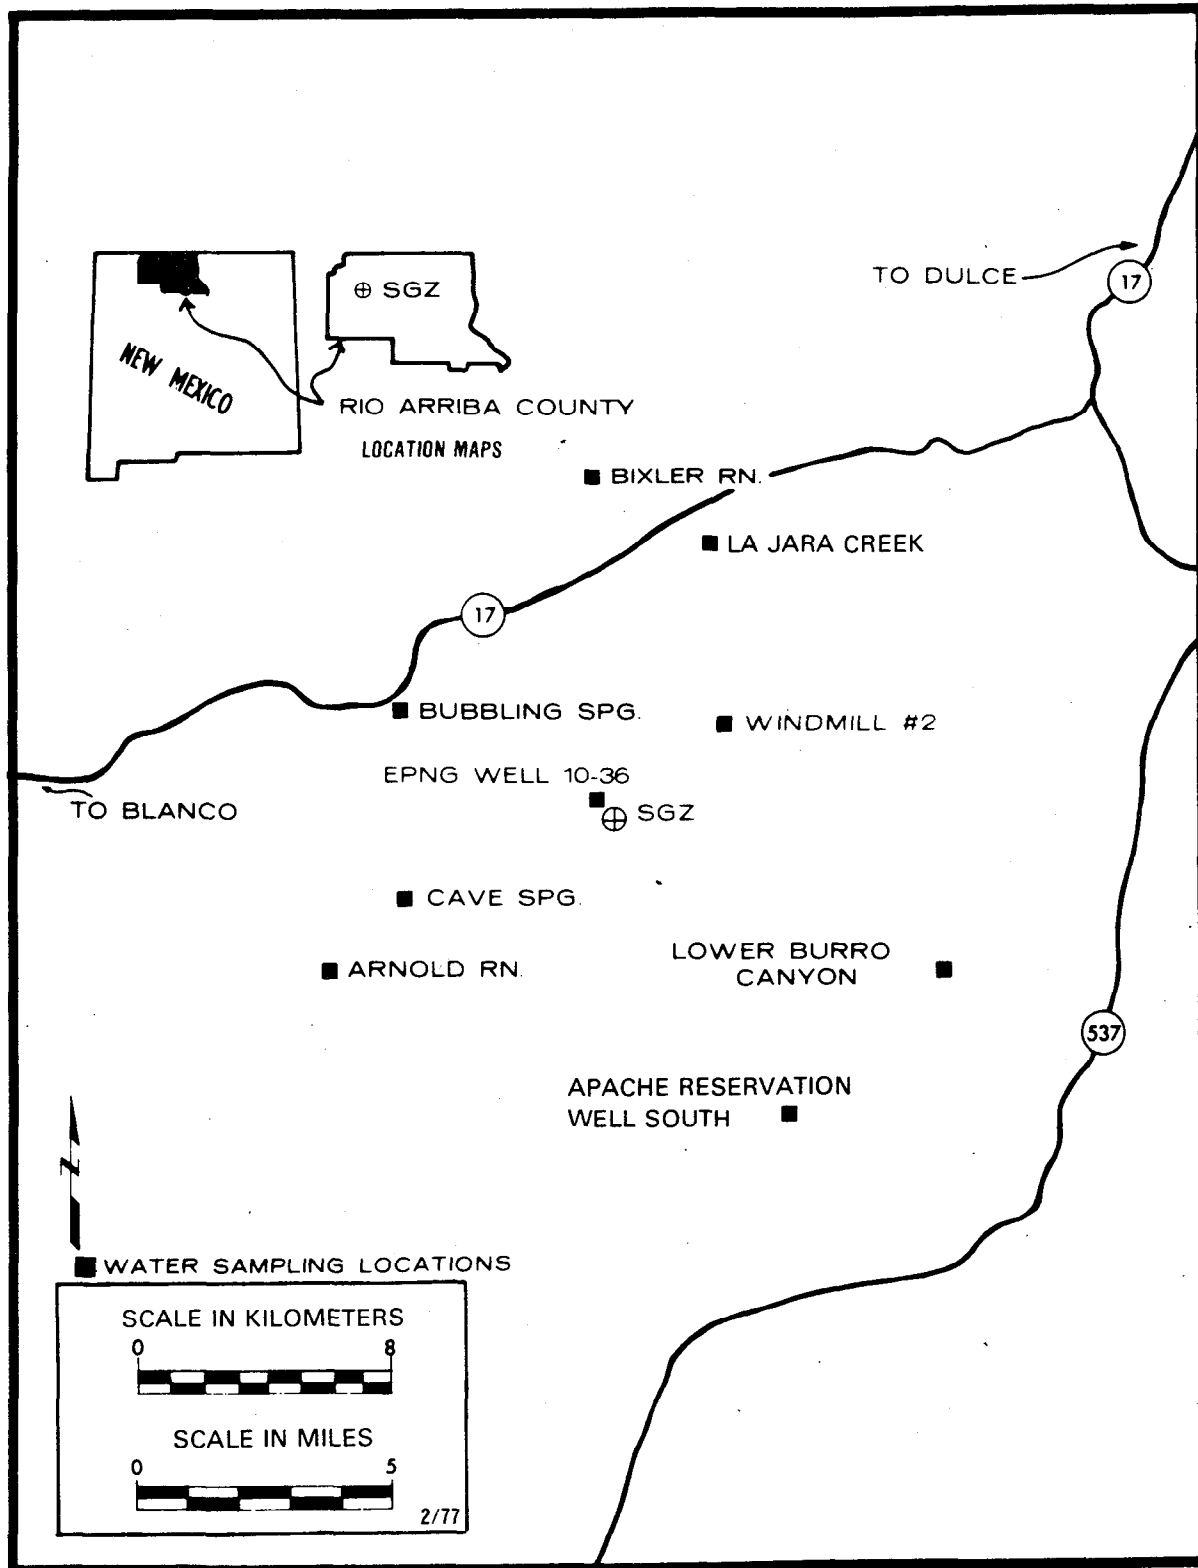 TO DULCE
17
⊕ SGZ
NEW MEXICO
RIO ARRIBA COUNTY
LOCATION MAPS
BIXLER RN.
LA JARA CREEK
17
BUBBLING SPG.
WINDMILL #2
EPNG WELL 10-36
SGZ
TO BLANCO
CAVE SPG.
ARNOLD RN.
LOWER BURRO
CANYON
537
APACHE RESERVATION
WELL SOUTH
N
WATER SAMPLING LOCATIONS
SCALE IN KILOMETERS
0 8
SCALE IN MILES
0 5
2/77